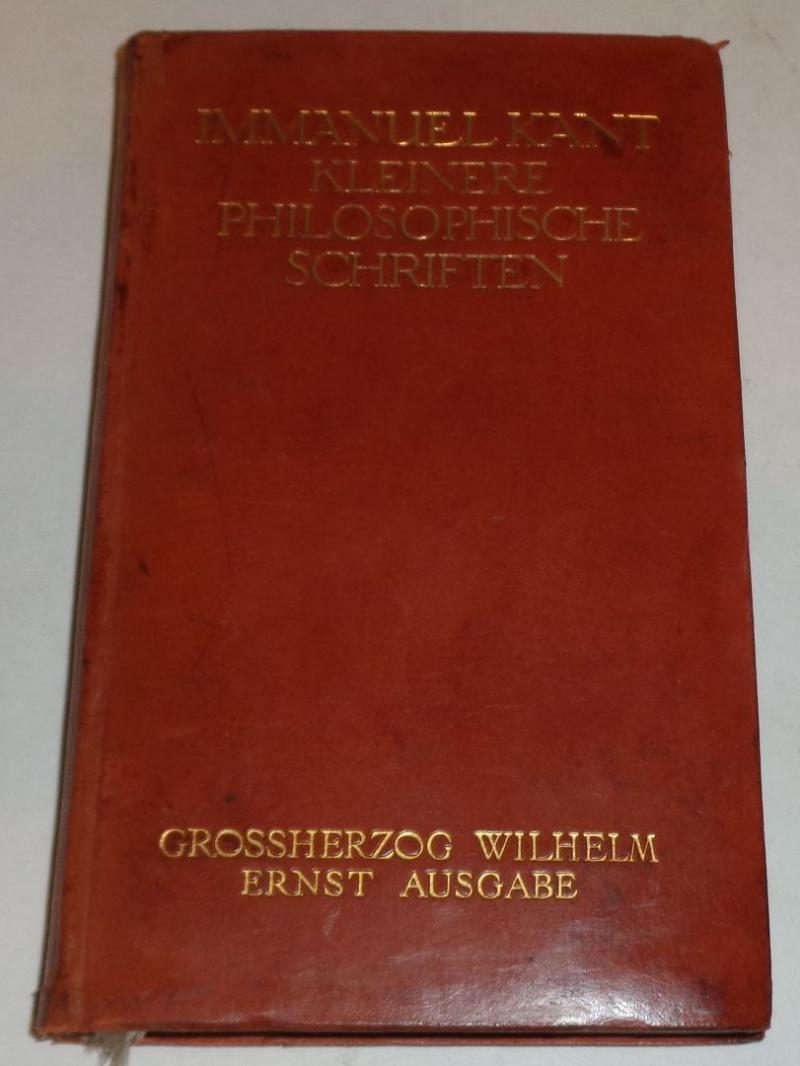 IMMANUEL KANT
KLEINERE
PHILOSOPHISCHE
SCHRIFTEN
GROSSHERZOG WILHELM
ERNST AUSGABE